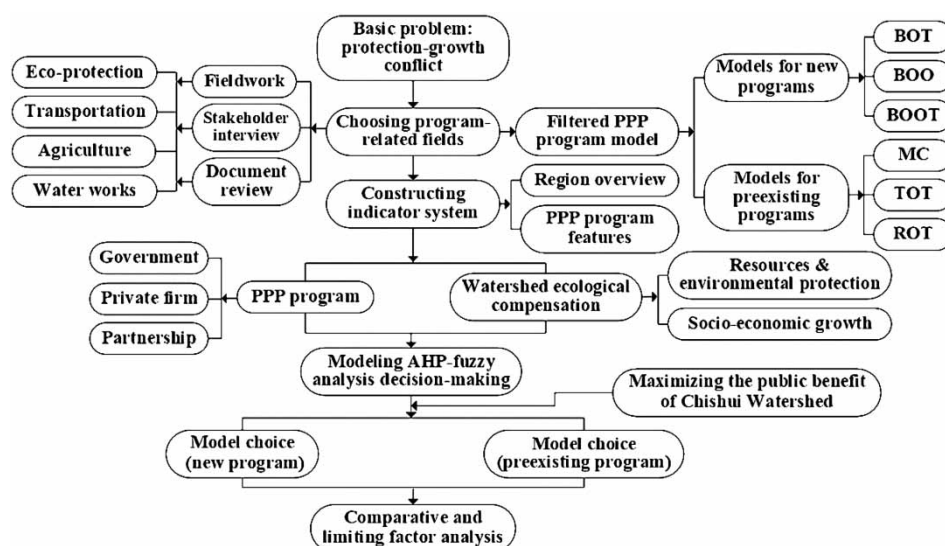 Basic problem:
protection-growth
conflict
Eco-protection
Transportation
Agriculture
Water works
Fieldwork
Stakeholder
interview
Document
review
Choosing program-
related fields
Filtered PPP
program model
Models for new
programs
BOT
BOO
BOOT
Models for
preexisting
programs
MC
TOT
ROT
Constructing
indicator system
Region overview
PPP program
features
Government
Private firm
Partnership
PPP program
Watershed ecological
compensation
Resources &
environmental protection
Socio-economic growth
Modeling AHP-fuzzy
analysis decision-making
Maximizing the public benefit
of Chishui Watershed
Model choice
(new program)
Model choice
(preexisting program)
Comparative and
limiting factor analysis